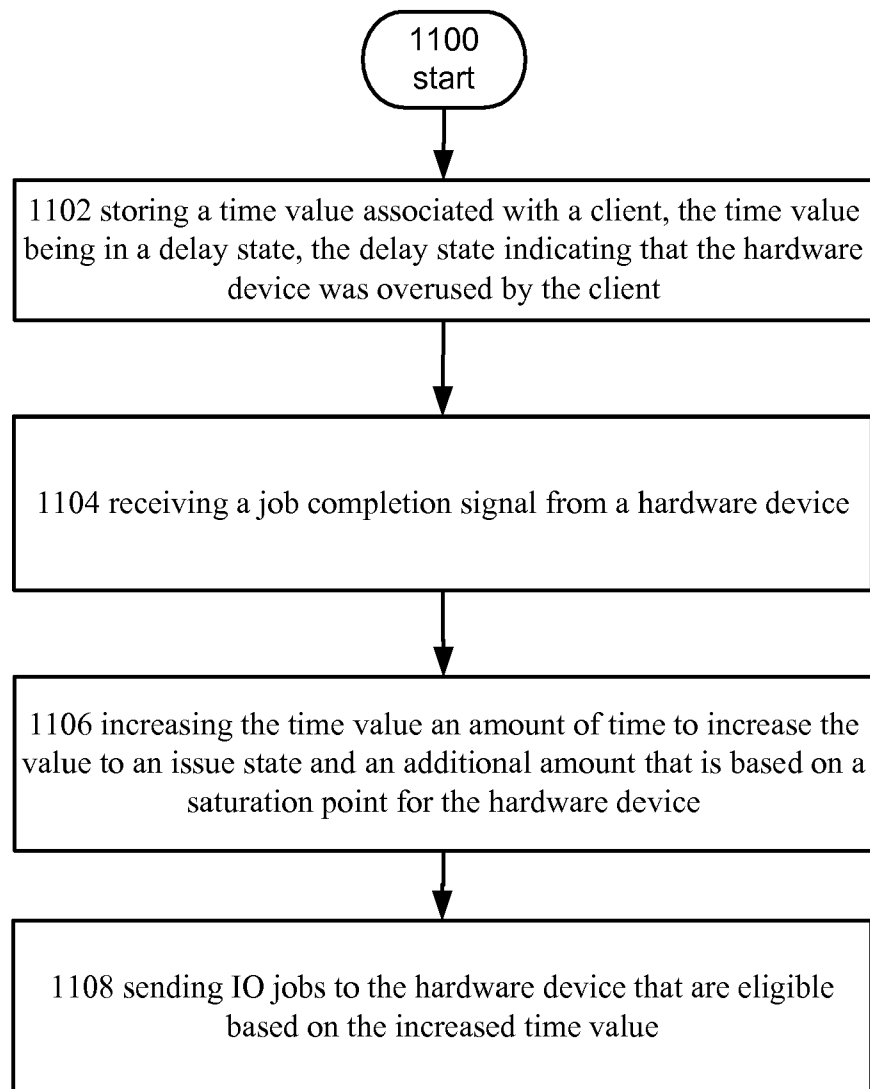 1100
start
1102 storing a time value associated with a client, the time value
being in a delay state, the delay state indicating that the hardware
device was overused by the client
1104 receiving a job completion signal from a hardware device
1106 increasing the time value an amount of time to increase the
value to an issue state and an additional amount that is based on a
saturation point for the hardware device
1108 sending IO jobs to the hardware device that are eligible
based on the increased time value